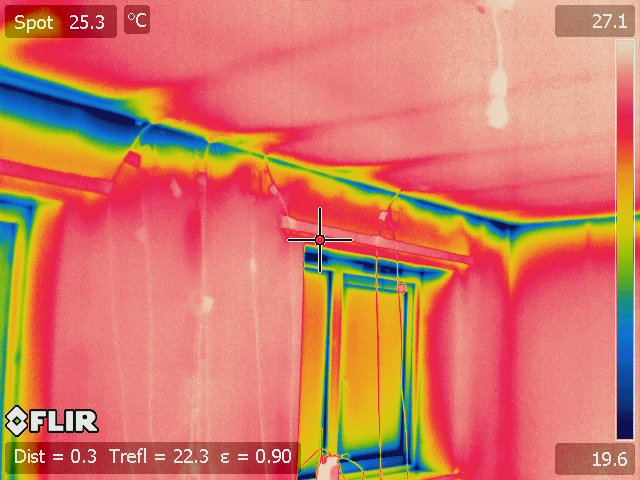 Spot 25.3 °C
27.1
FLIR
Dist = 0.3 Trefl = 22.3 ε = 0.90
19.6